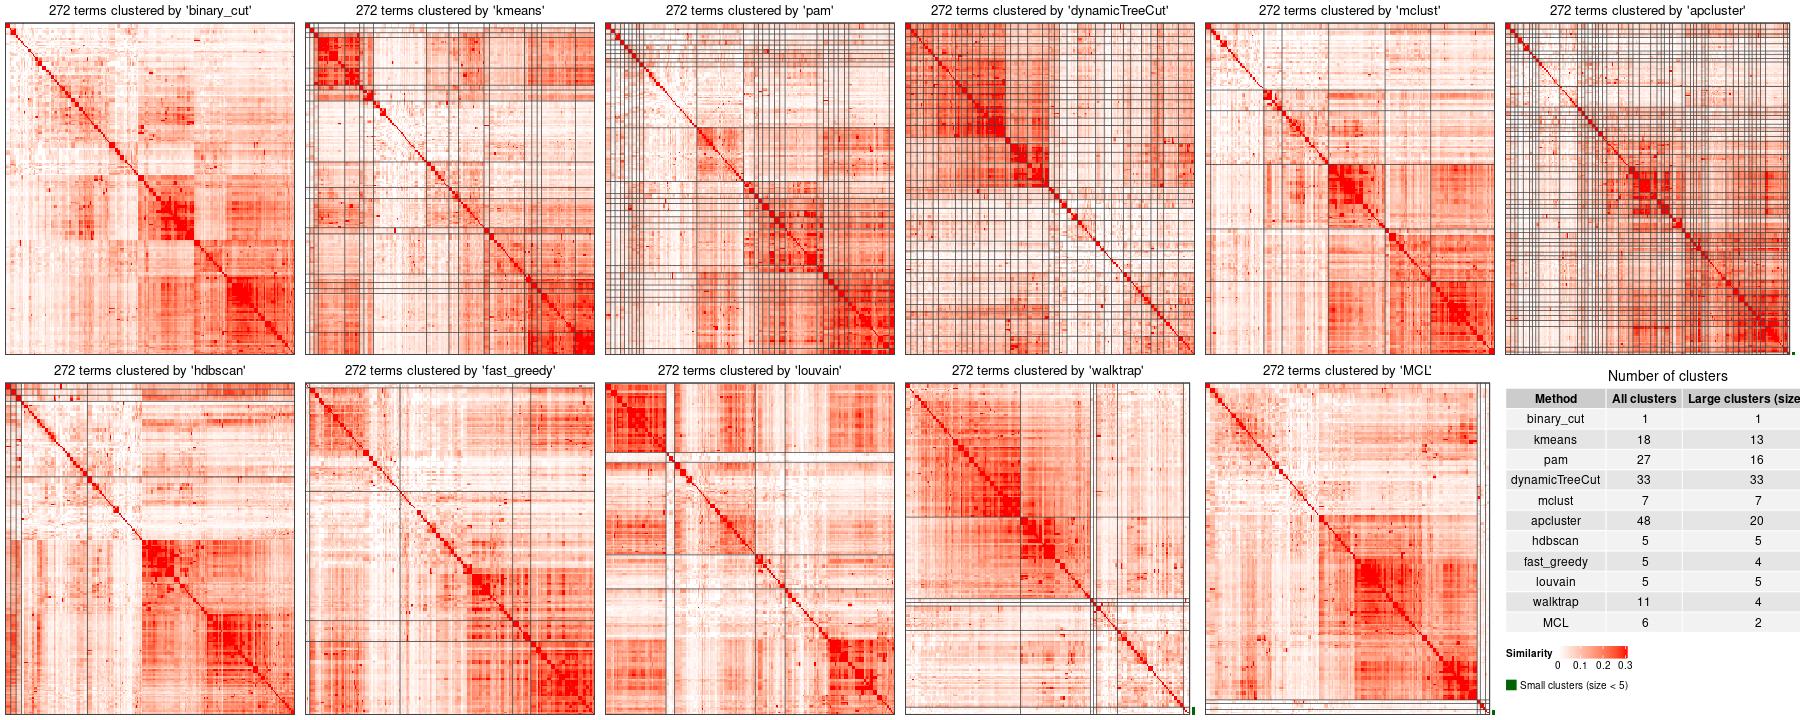 272 terms clustered by 'binary_cut'
272 terms clustered by 'kmeans'
272 terms clustered by 'pam'
272 terms clustered by 'dynamicTreeCut'
272 terms clustered by 'mclust'
272 terms clustered by 'apcluster'
272 terms clustered by 'hdbscan'
272 terms clustered by 'fast_greedy'
272 terms clustered by 'louvain'
272 terms clustered by 'walktrap'
272 terms clustered by 'MCL'
Number of clusters
Method All clusters Large clusters (size
binary_cut 1 1
kmeans 18 13
pam 27 16
dynamicTreeCut 33 33
mclust 7 7
apcluster 48 20
hdbscan 5 5
fast_greedy 5 4
louvain 5 5
walktrap 11 4
MCL 6 2
Similarity
0 0.1 0.2 0.3
Small clusters (size < 5)